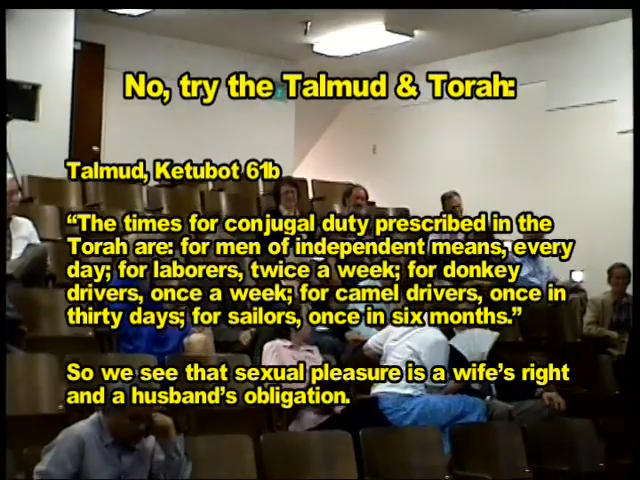 No, try the Talmud & Torah:
Talmud, Ketubot 61b
“The times for conjugal duty prescribed in the
Torah are: for men of independent means, every
day; for laborers, twice a week; for donkey
drivers, once a week; for camel drivers, once in
thirty days; for sailors, once in six months.”
So we see that sexual pleasure is a wife’s right
and a husband’s obligation.